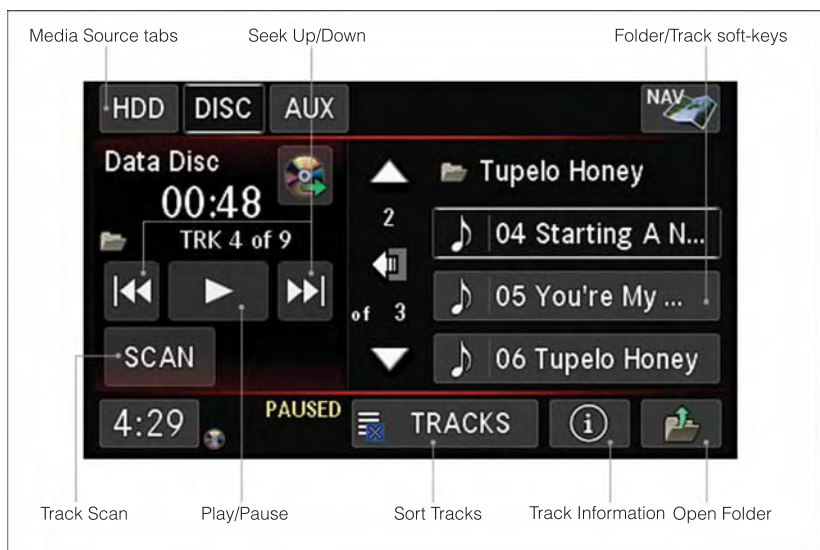 Media Source tabs
Seek Up/Down
Folder/Track soft-keys
HDD
DISC
AUX
NAV
Data Disc
00:48
TRK 4 of 9
SCAN
2
of 3
Tupelo Honey
04 Starting A N...
05 You're My ...
06 Tupelo Honey
4:29
PAUSED
TRACKS
i
Track Scan
Play/Pause
Sort Tracks
Track Information
Open Folder